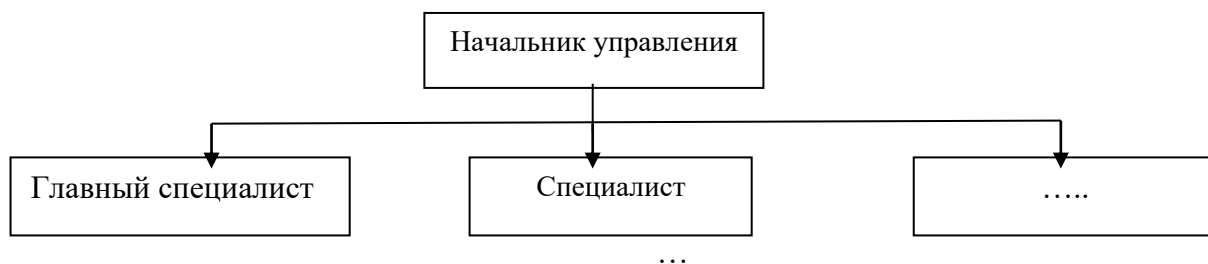 Начальник управления
Главный специалист
Специалист
…..
…